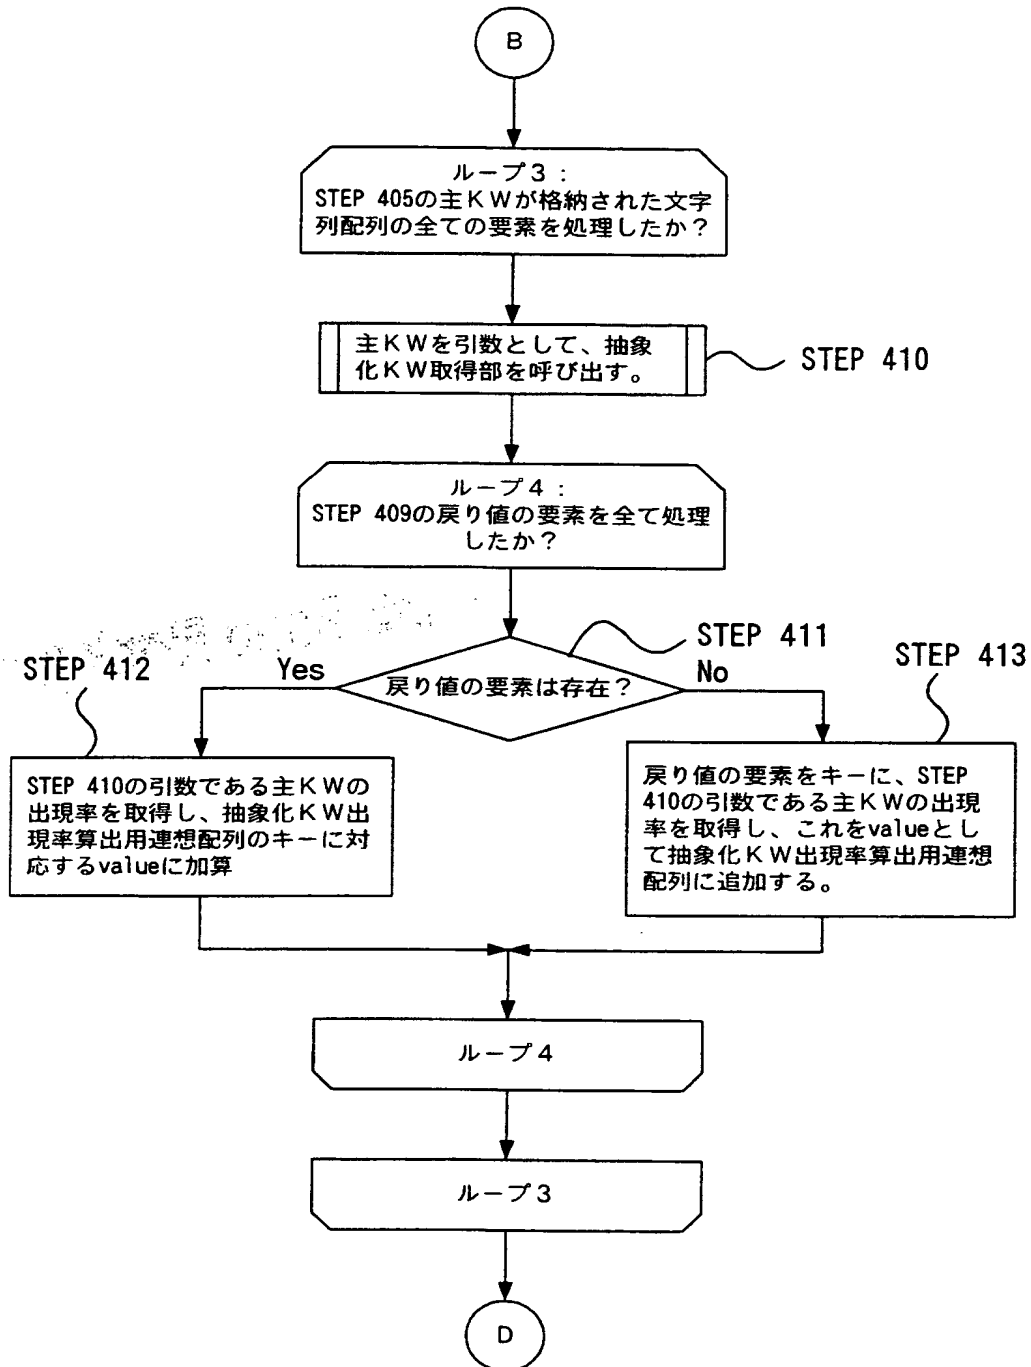 B
ループ３：
STEP 405の主ＫＷが格納された文字
列配列の全ての要素を処理したか？
主ＫＷを引数として、抽象
化ＫＷ取得部を呼び出す。
STEP 410
ループ４：
STEP 409の戻り値の要素を全て処理
したか？
STEP 411
戻り値の要素は存在？
Yes
No
STEP 412
STEP 413
STEP 410の引数である主ＫＷの
出現率を取得し、抽象化ＫＷ出
現率算出用連想配列のキーに対
応するvalueに加算
戻り値の要素をキーに、STEP
410の引数である主ＫＷの出現
率を取得し、これをvalueとし
て抽象化ＫＷ出現率算出用連想
配列に追加する。
ループ４
ループ３
D